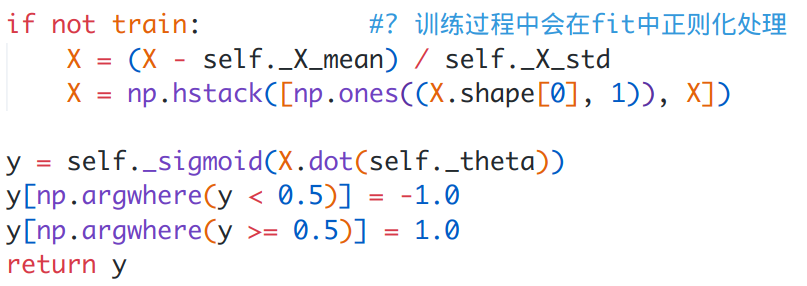 if not train:           #? 训练过程中会在fit中正则化处理
    X = (X - self._X_mean) / self._X_std
    X = np.hstack([np.ones((X.shape[0], 1)), X])

y = self._sigmoid(X.dot(self._theta))
y[np.argwhere(y < 0.5)] = -1.0
y[np.argwhere(y >= 0.5)] = 1.0
return y